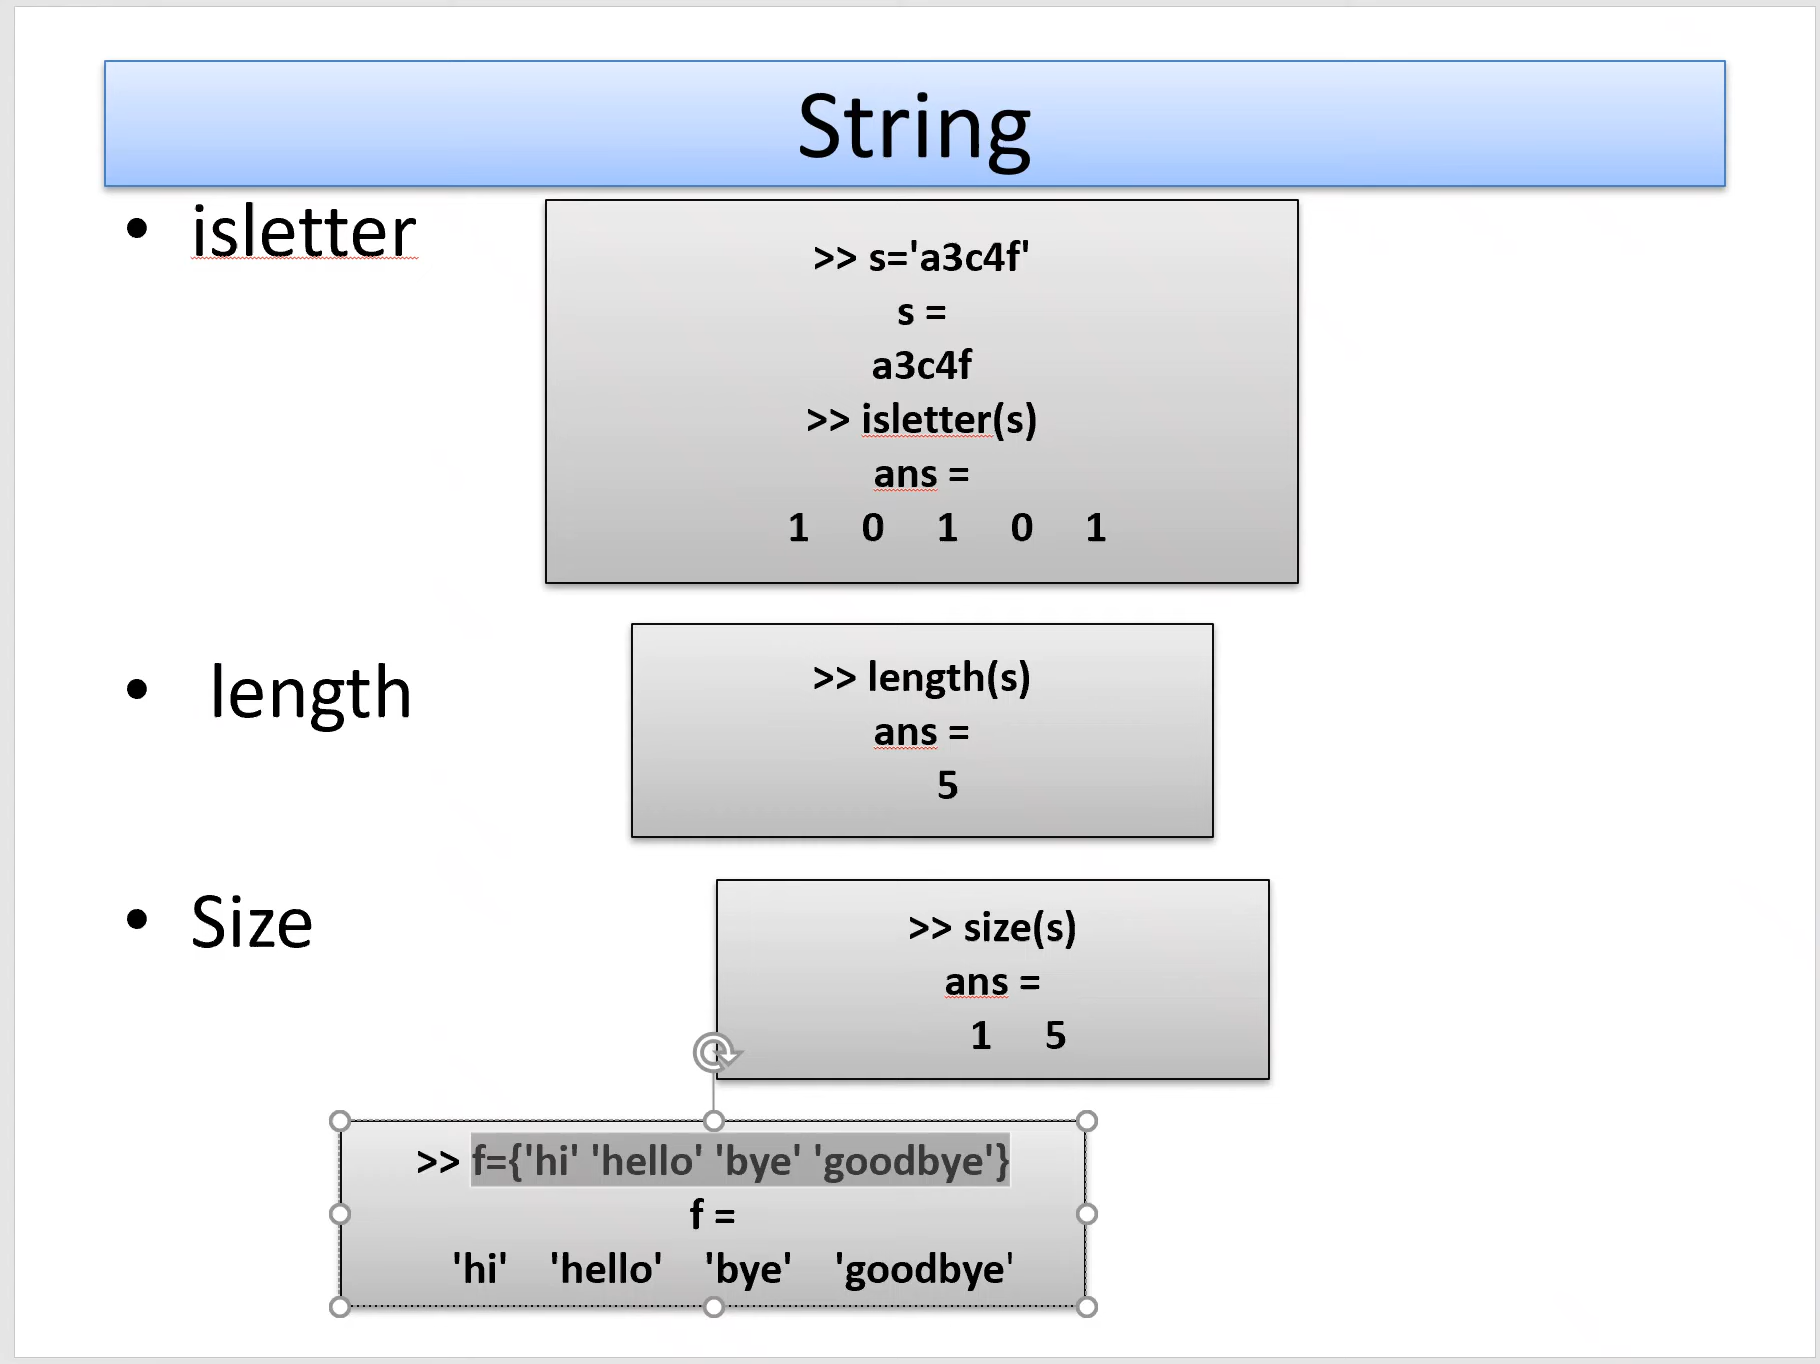 String
• isletter
>> s='a3c4f'
s =
a3c4f
>> isletter(s)
ans =
1 0 1 0 1
• length
>> length(s)
ans =
5
• Size
>> size(s)
ans =
1 5
>> f={'hi' 'hello' 'bye' 'goodbye'}
f =
'hi' 'hello' 'bye' 'goodbye'